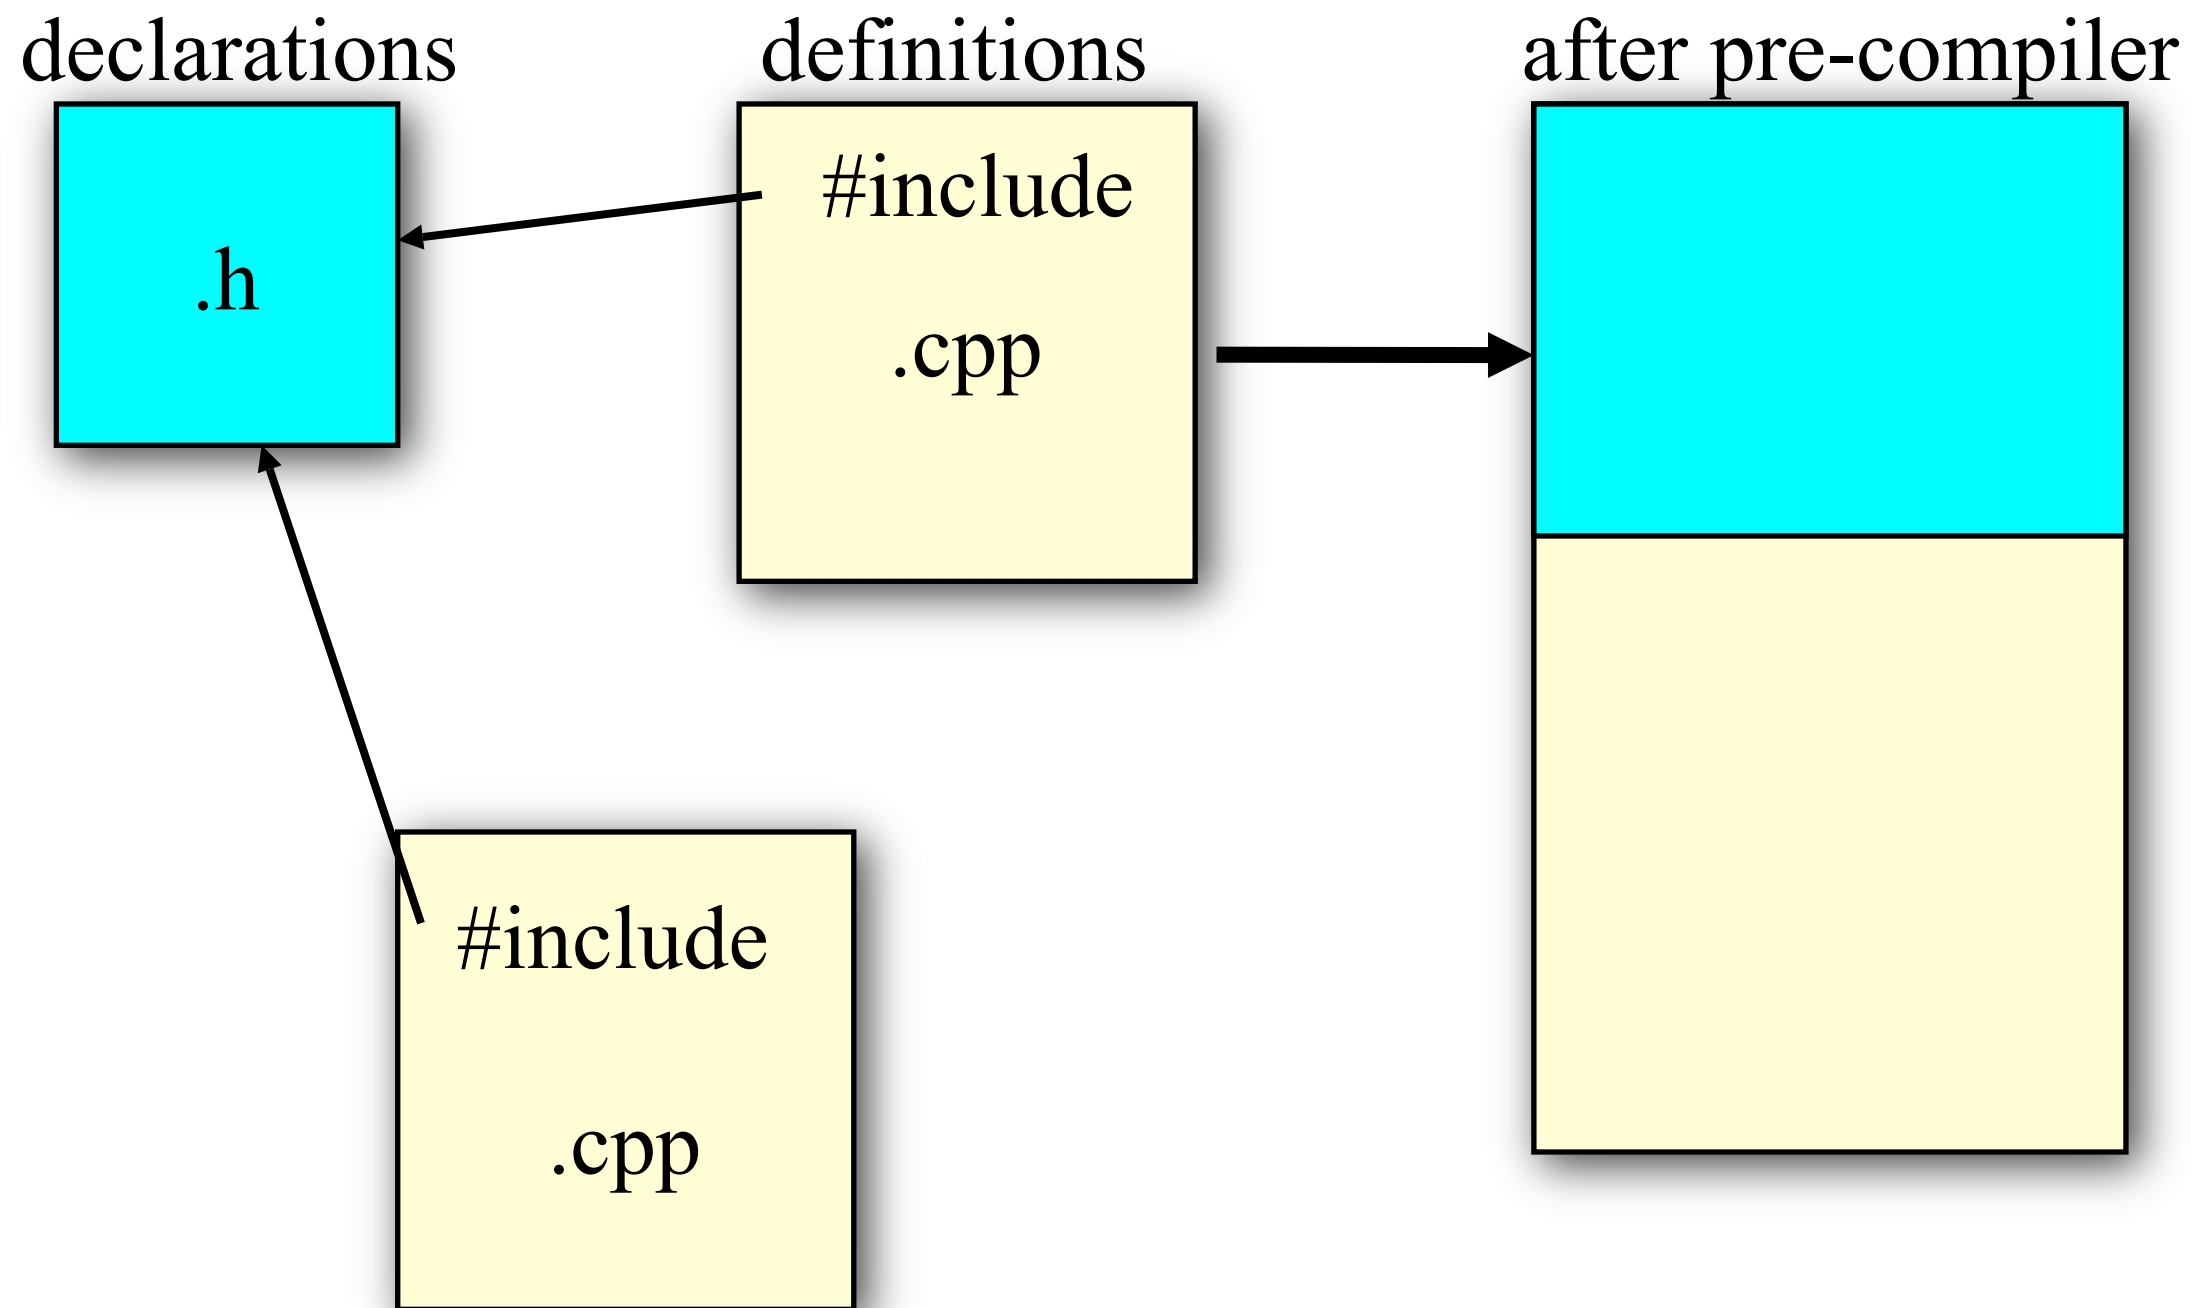 declarations
definitions
after pre-compiler
.h
#include
.cpp
#include
.cpp